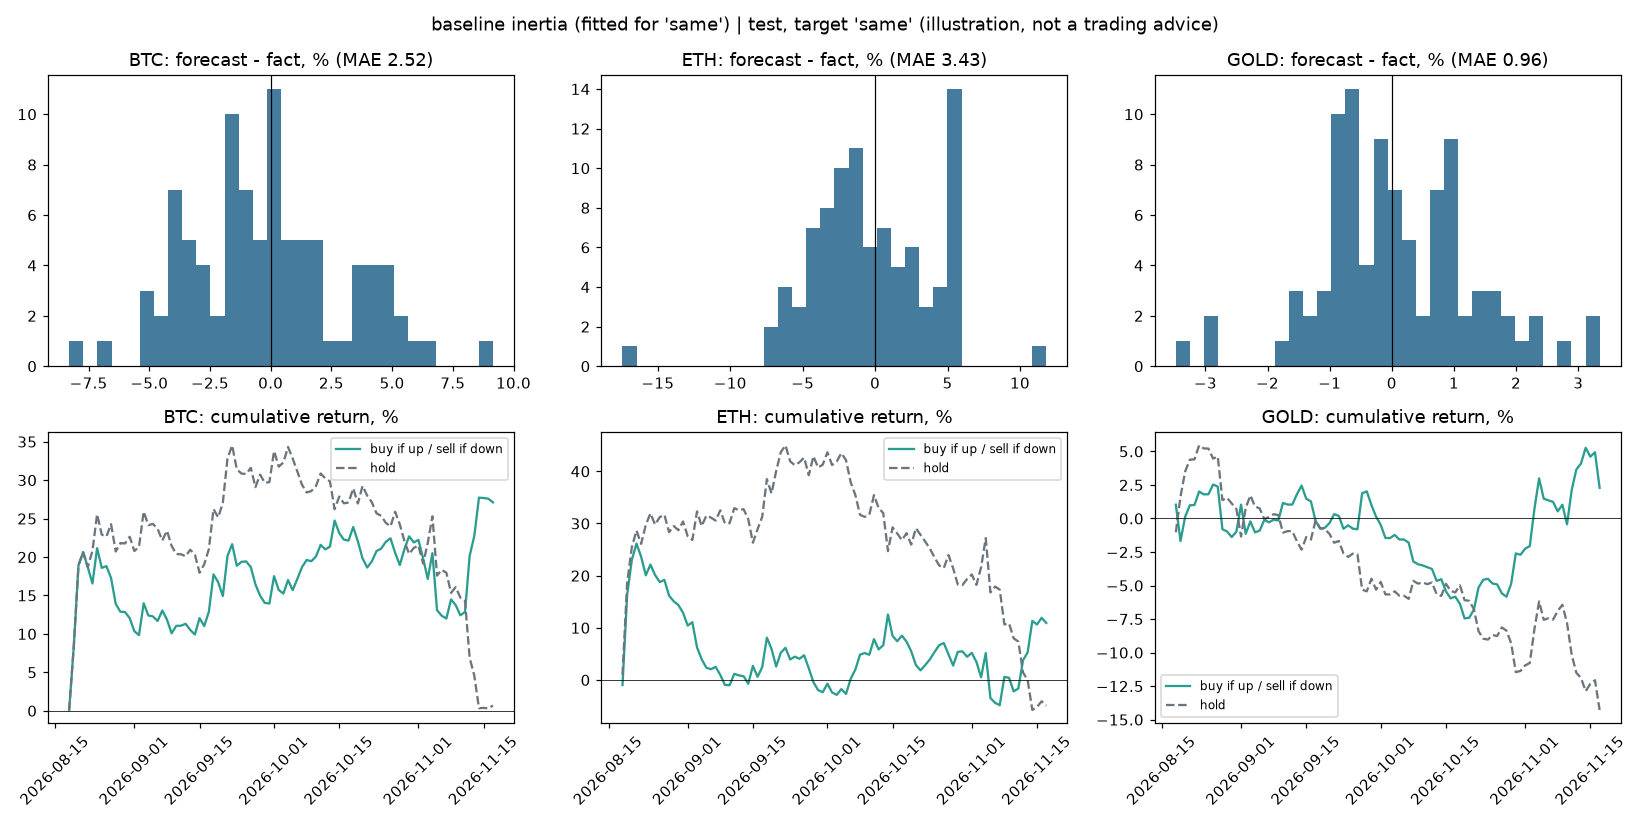 baseline inertia (fitted for 'same') | test, target 'same' (illustration, not a trading advice)
BTC: forecast - fact, % (MAE 2.52)
10
8
6
4
2
0
−7.5 −5.0 −2.5 0.0 2.5 5.0 7.5 10.0
ETH: forecast - fact, % (MAE 3.43)
14
12
10
8
6
4
2
0
−15 −10 −5 0 5 10
GOLD: forecast - fact, % (MAE 0.96)
10
8
6
4
2
0
−3 −2 −1 0 1 2 3
BTC: cumulative return, %
35
30
25
20
15
10
5
0
buy if up / sell if down
hold
2026-08-15 2026-09-01 2026-09-15 2026-10-01 2026-10-15 2026-11-01 2026-11-15
ETH: cumulative return, %
40
30
20
10
0
buy if up / sell if down
hold
2026-08-15 2026-09-01 2026-09-15 2026-10-01 2026-10-15 2026-11-01 2026-11-15
GOLD: cumulative return, %
5.0
2.5
0.0
−2.5
−5.0
−7.5
−10.0
−12.5
−15.0
buy if up / sell if down
hold
2026-08-15 2026-09-01 2026-09-15 2026-10-01 2026-10-15 2026-11-01 2026-11-15